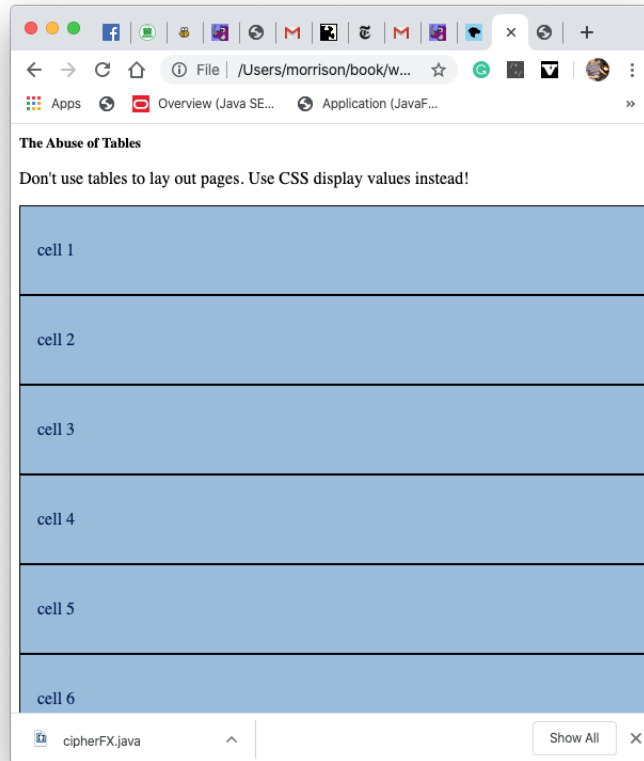 File | /Users/morrison/book/w...
Apps Overview (Java SE... Application (JavaF... »
The Abuse of Tables
Don't use tables to lay out pages. Use CSS display values instead!
cell 1
cell 2
cell 3
cell 4
cell 5
cell 6
cipherFX.java Show All